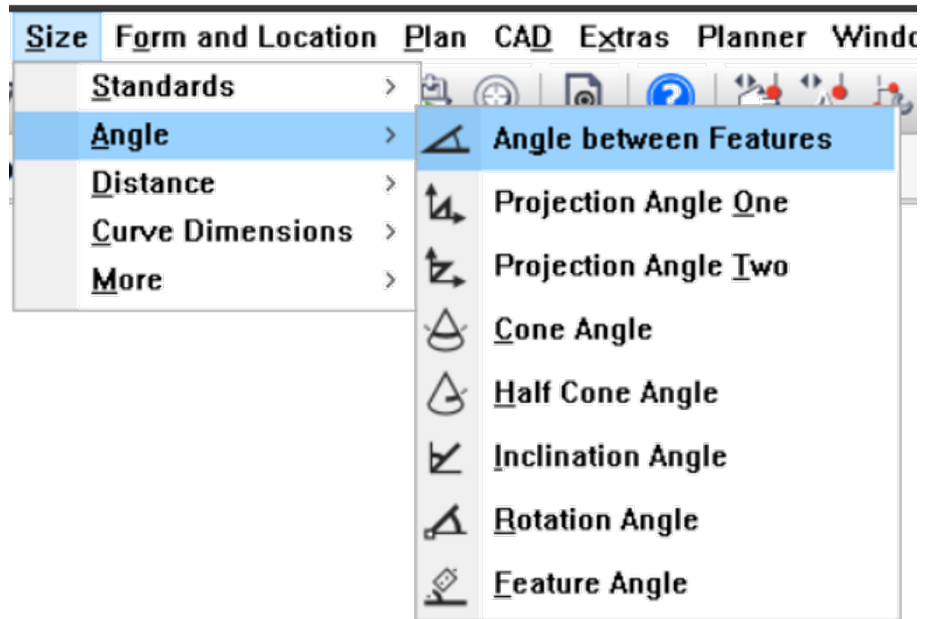 Size Form and Location Plan CAD Extras Planner
Standards
Angle
Distance
Curve Dimensions
More
Angle between Features
Projection Angle One
Projection Angle Two
Cone Angle
Half Cone Angle
Inclination Angle
Rotation Angle
Feature Angle